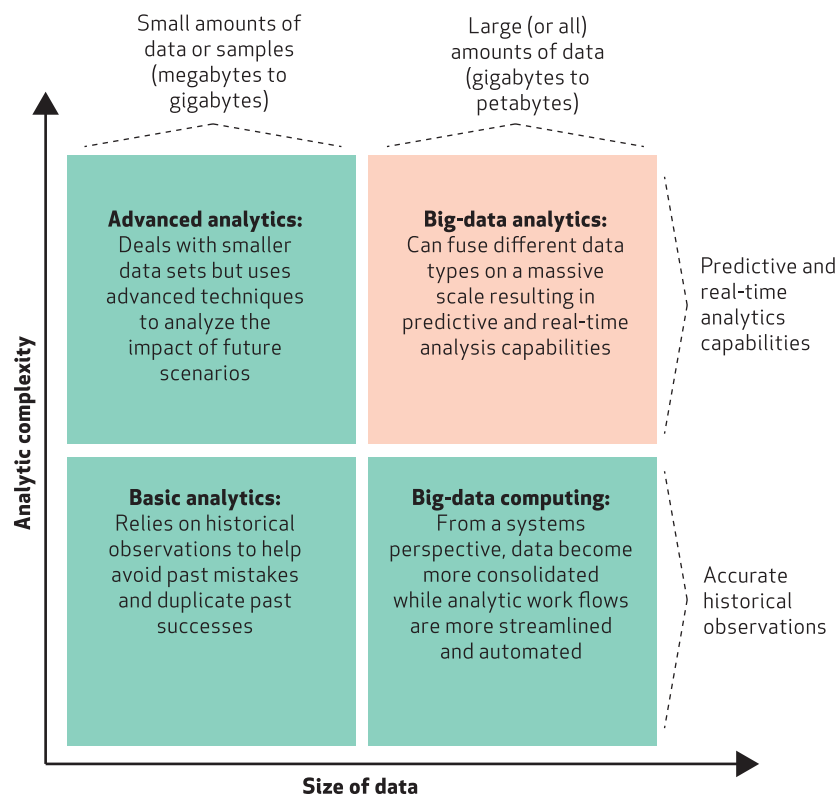 Small amounts of
data or samples
(megabytes to
gigabytes)
Large (or all)
amounts of data
(gigabytes to
petabytes)
Analytic complexity
Advanced analytics:
Deals with smaller
data sets but uses
advanced techniques
to analyze the
impact of future
scenarios
Big-data analytics:
Can fuse different data
types on a massive
scale resulting in
predictive and real-time
analysis capabilities
Predictive and
real-time
analytics
capabilities
Basic analytics:
Relies on historical
observations to help
avoid past mistakes
and duplicate past
successes
Big-data computing:
From a systems
perspective, data become
more consolidated
while analytic work flows
are more streamlined
and automated
Accurate
historical
observations
Size of data